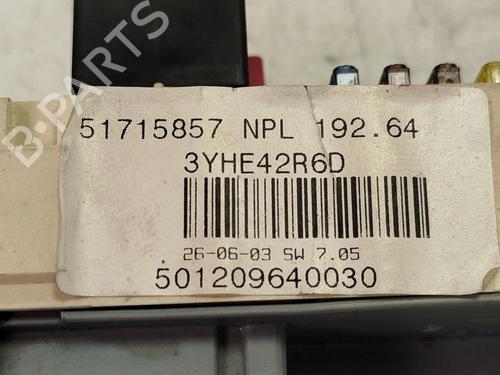 B-PARTS
51715857 NPL 192.64
3YHE42R6D
26-06-03 SW 7.05
501209640030